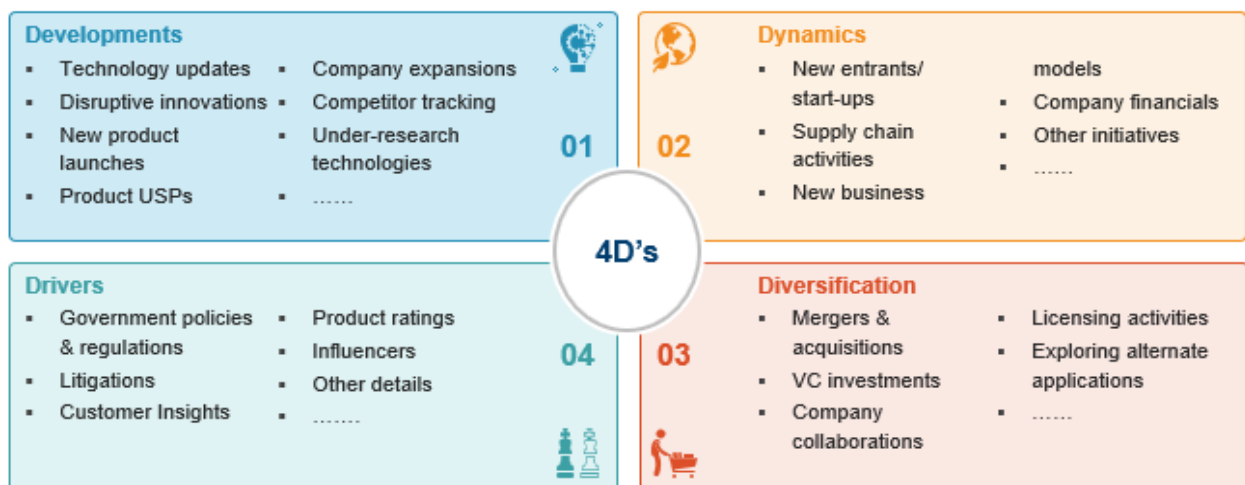 Developments
▪ Technology updates
▪ Disruptive innovations
▪ New product
launches
▪ Product USPs
▪ Company expansions
▪ Competitor tracking
▪ Under-research
technologies
▪ ……
01
02
Dynamics
▪ New entrants/
start-ups
▪ Supply chain
activities
▪ New business
models
▪ Company financials
▪ Other initiatives
▪ ……
4D’s
Drivers
▪ Government policies
& regulations
▪ Litigations
▪ Customer Insights
▪ Product ratings
▪ Influencers
▪ Other details
▪ …….
04
03
Diversification
▪ Mergers &
acquisitions
▪ VC investments
▪ Company
collaborations
▪ Licensing activities
▪ Exploring alternate
applications
▪ ……